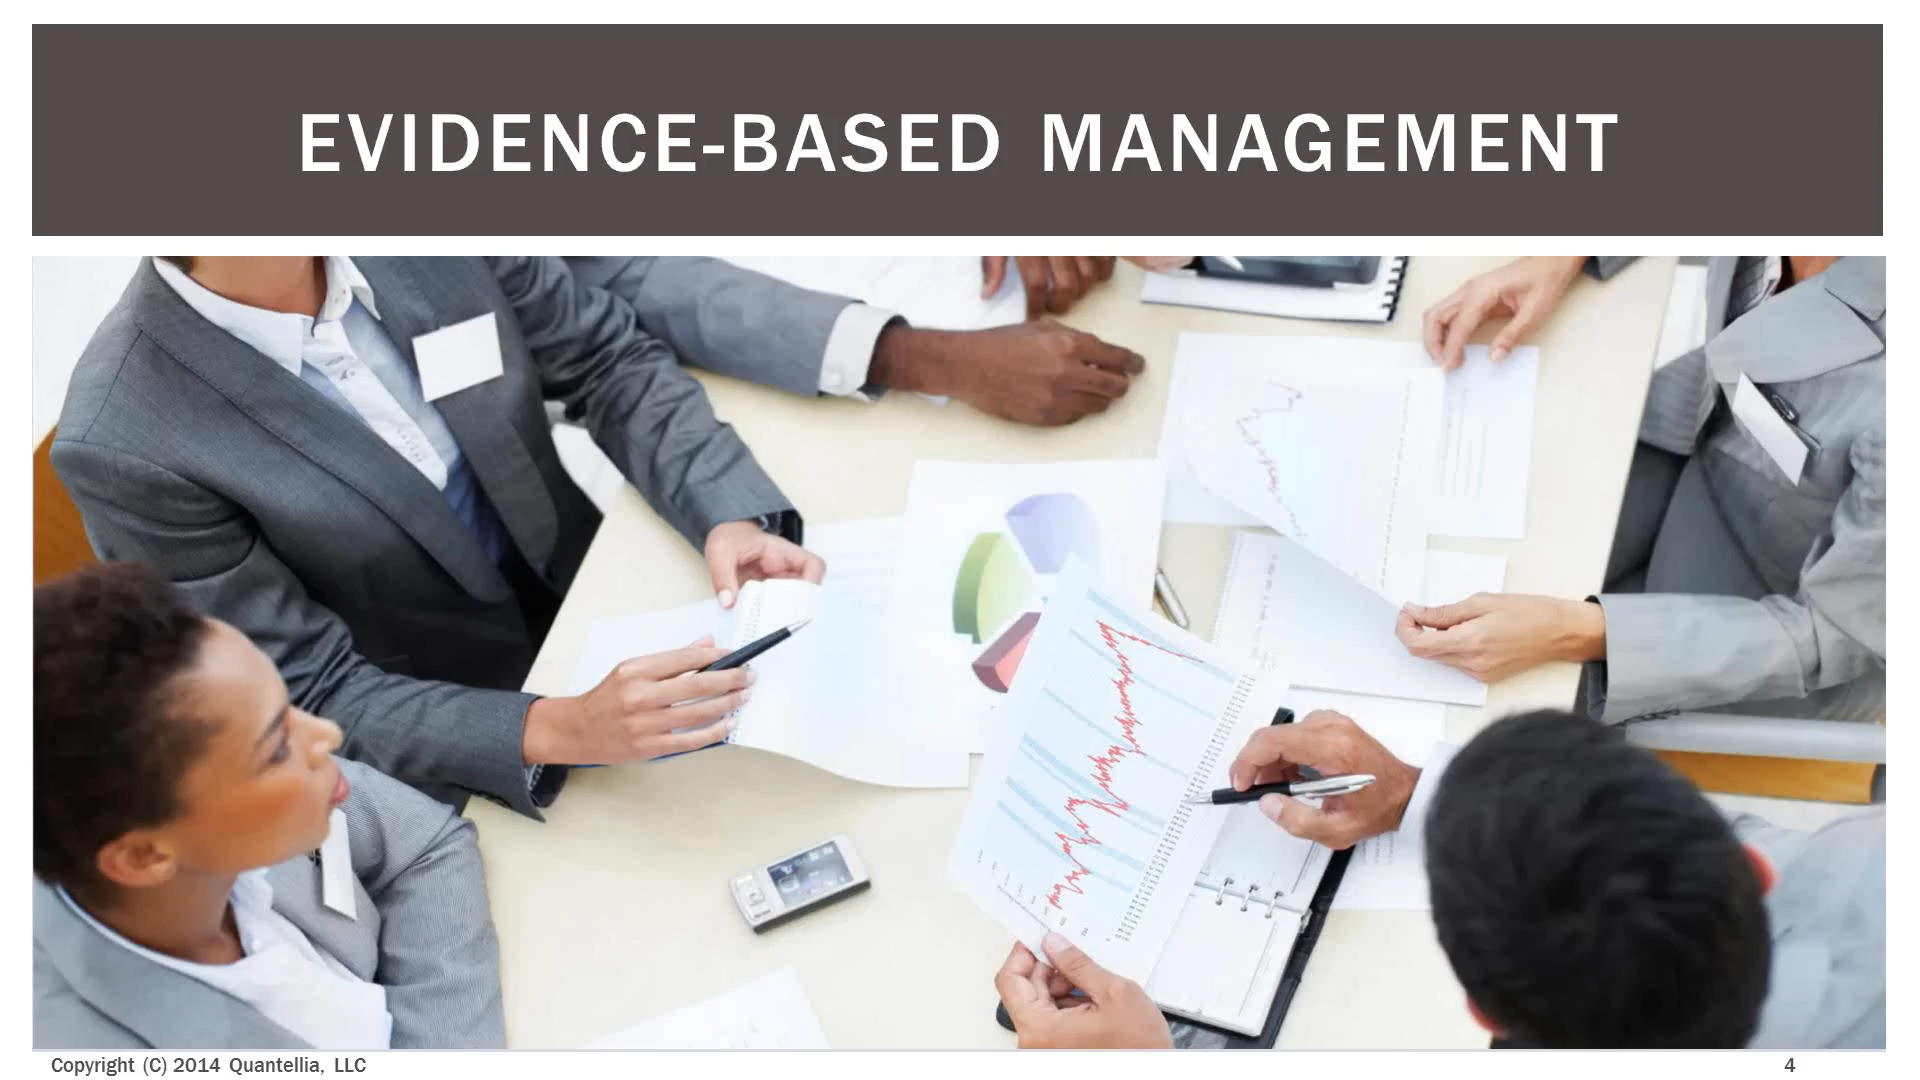 EVIDENCE-BASED MANAGEMENT
Copyright (C) 2014 Quantellia, LLC
4